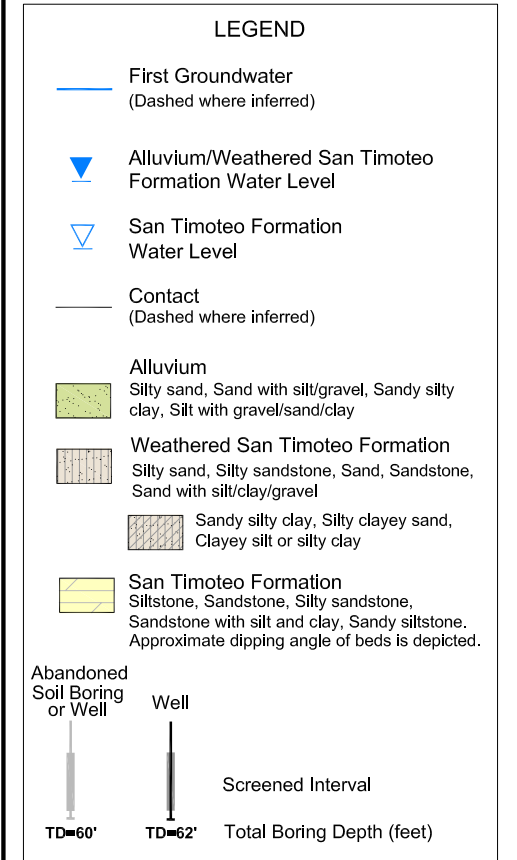 LEGEND
First Groundwater
(Dashed where inferred)
Alluvium/Weathered San Timoteo
Formation Water Level
San Timoteo Formation
Water Level
Contact
(Dashed where inferred)
Alluvium
Silty sand, Sand with silt/gravel, Sandy silty
clay, Silt with gravel/sand/clay
Weathered San Timoteo Formation
Silty sand, Silty sandstone, Sand, Sandstone,
Sand with silt/clay/gravel
Sandy silty clay, Silty clayey sand,
Clayey silt or silty clay
San Timoteo Formation
Siltstone, Sandstone, Silty sandstone,
Sandstone with silt and clay, Sandy siltstone.
Approximate dipping angle of beds is depicted.
Abandoned
Soil Boring
or Well
Well
Screened Interval
TD=60'
TD=62'
Total Boring Depth (feet)